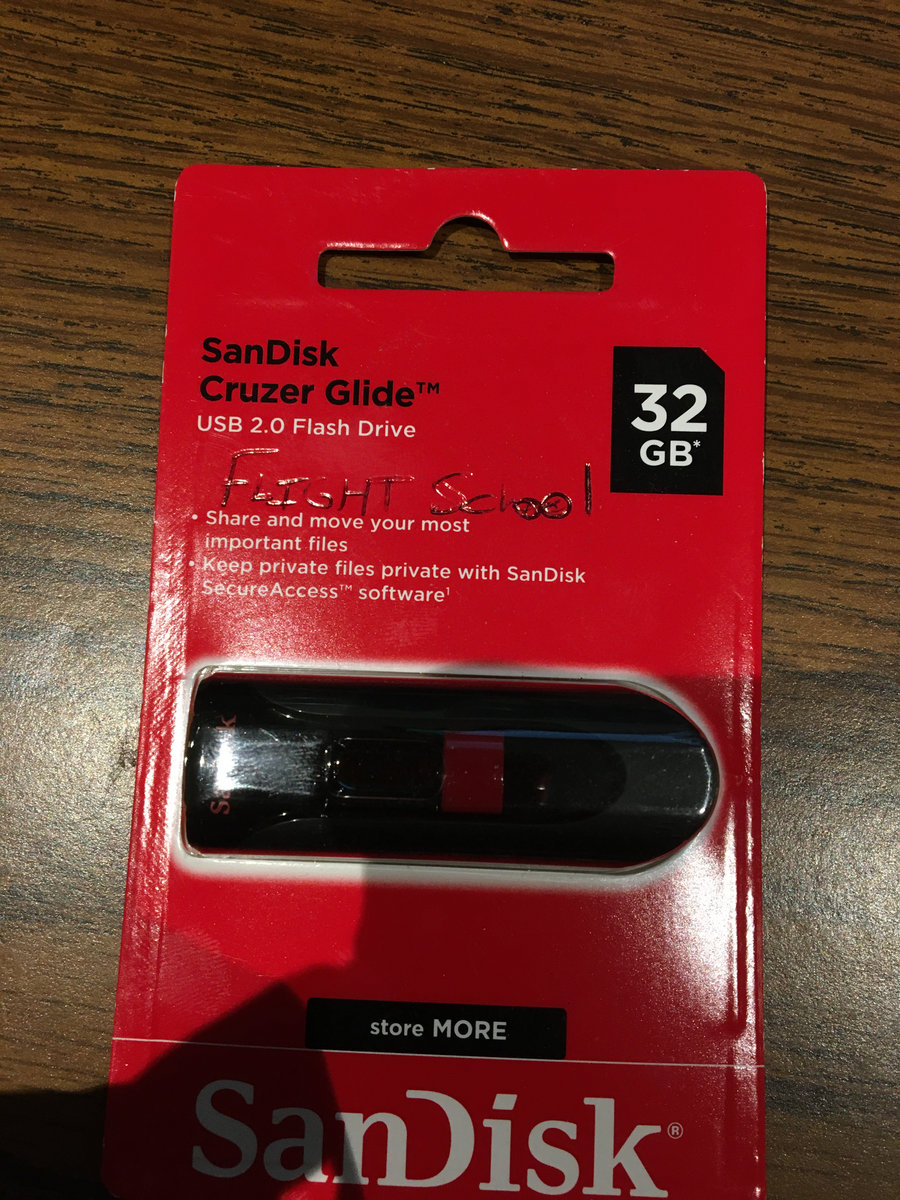 SanDisk
Cruzer Glide™
USB 2.0 Flash Drive
32
GB*
FLIGHT School
• Share and move your most
important files
• Keep private files private with SanDisk
SecureAccess™ software¹
SanDisk
store MORE
SanDisk®